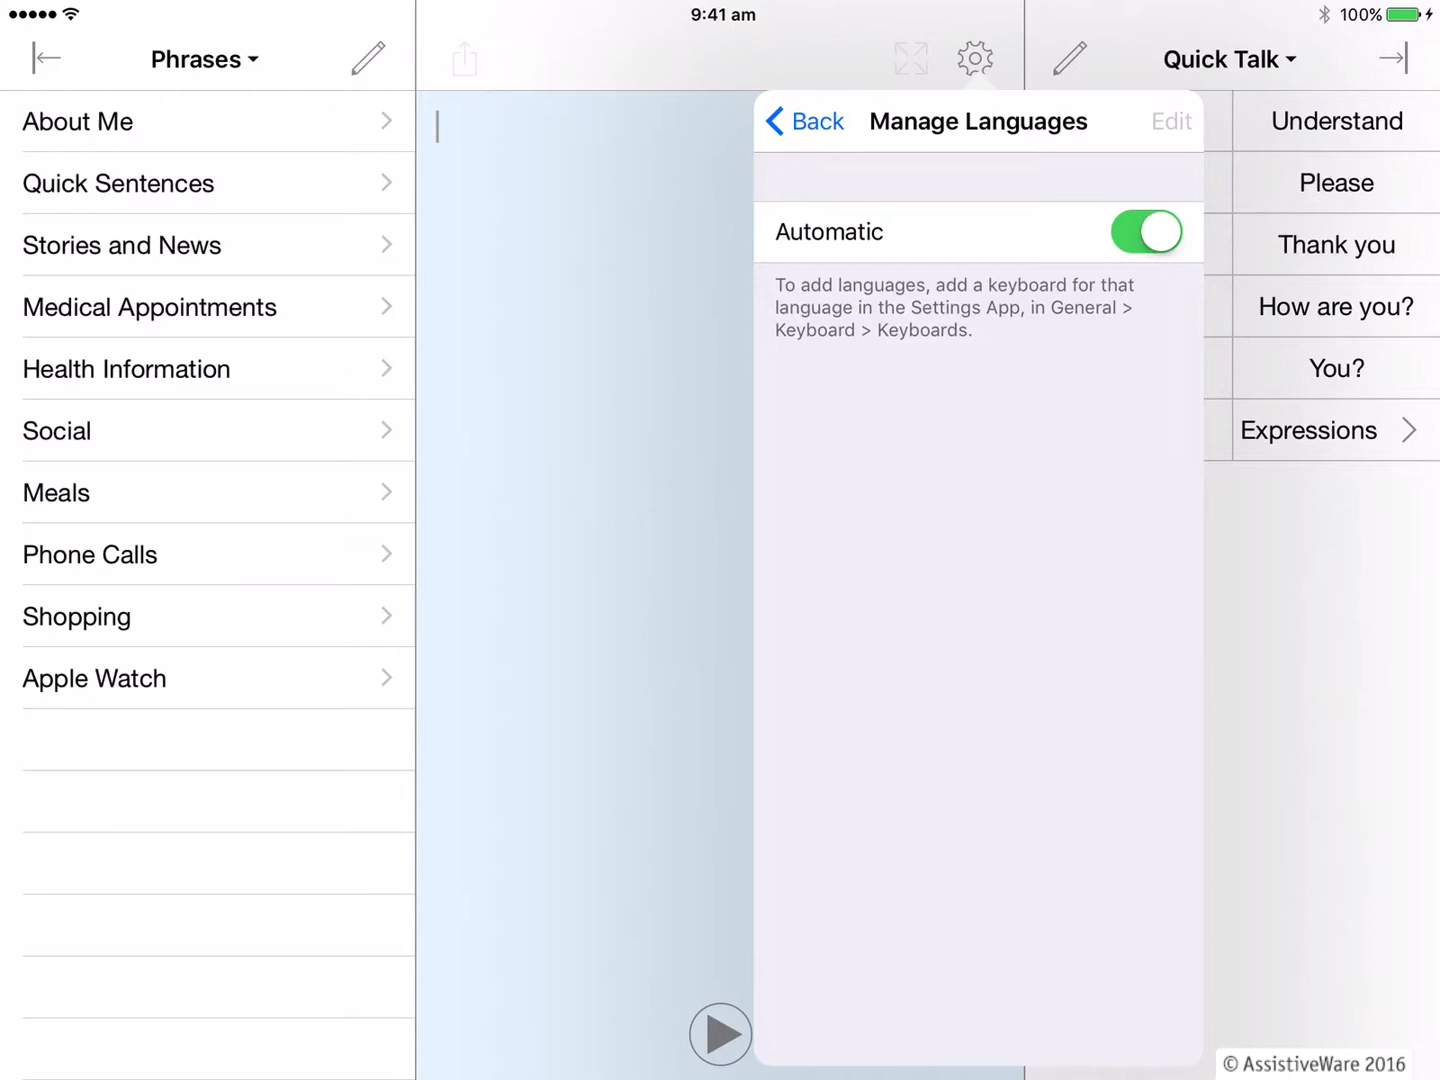 9:41 am
100%
Phrases
About Me
Quick Sentences
Stories and News
Medical Appointments
Health Information
Social
Meals
Phone Calls
Shopping
Apple Watch
Back
Manage Languages
Edit
Automatic
To add languages, add a keyboard for that
language in the Settings App, in General >
Keyboard > Keyboards.
Quick Talk
Understand
Please
Thank you
How are you?
You?
Expressions
© AssistiveWare 2016